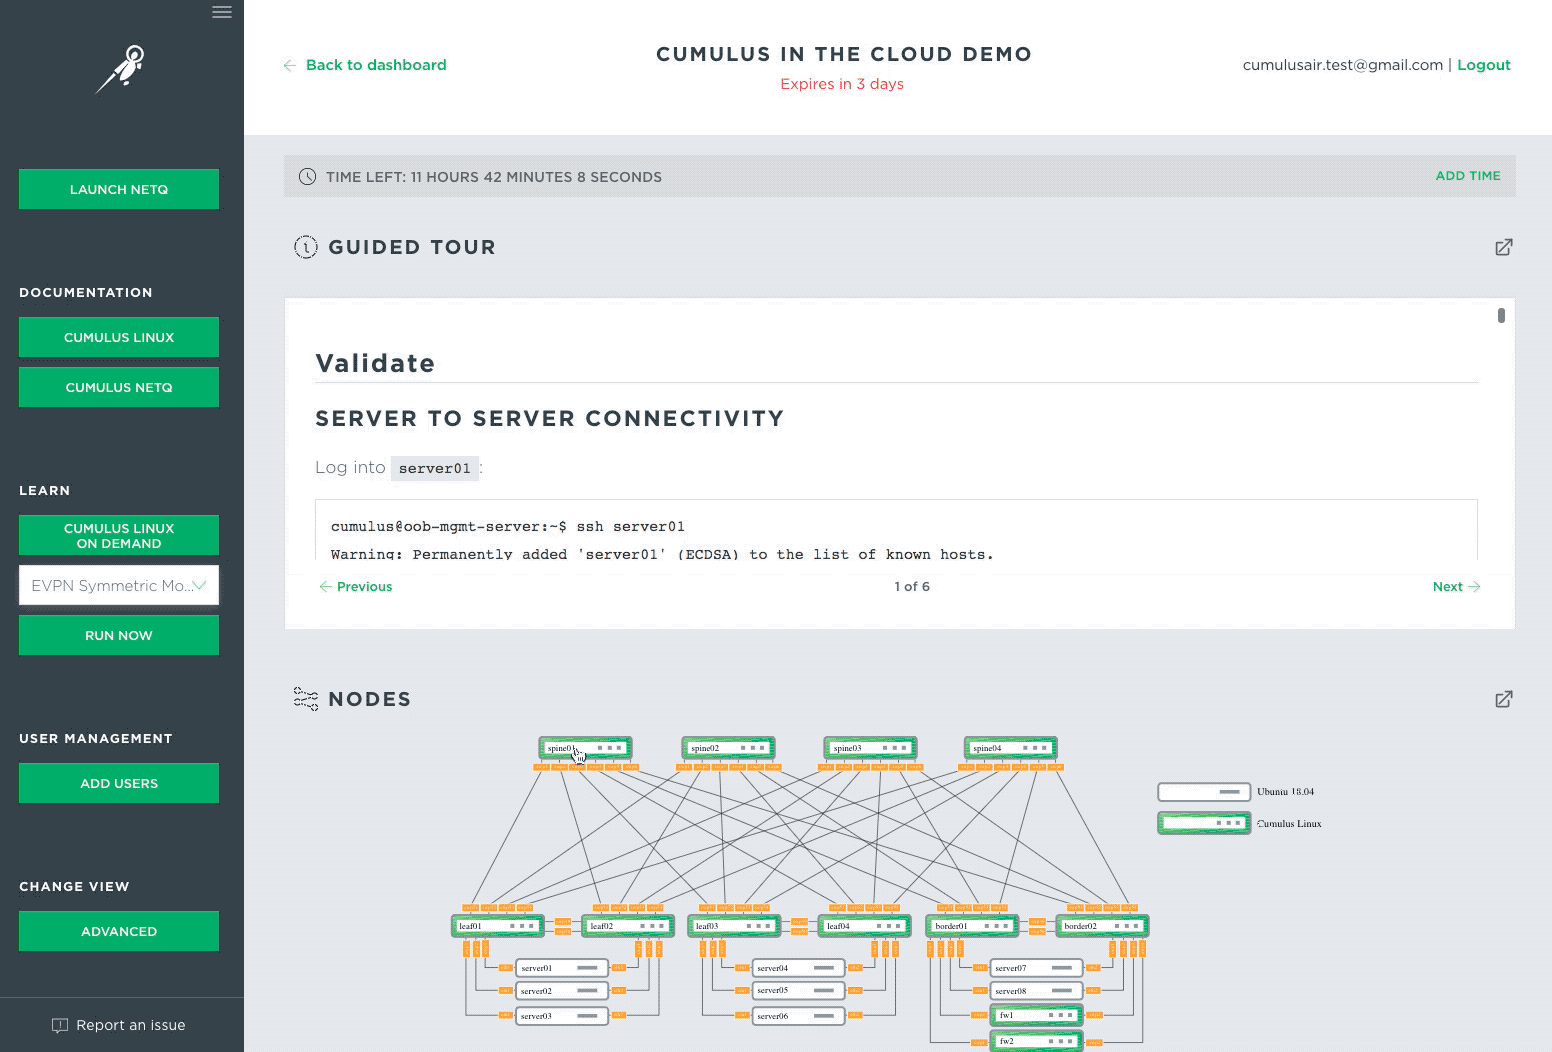 ← Back to dashboard
CUMULUS IN THE CLOUD DEMO
Expires in 3 days
cumulusair.test@gmail.com | Logout
LAUNCH NETQ
DOCUMENTATION
CUMULUS LINUX
CUMULUS NETQ
LEARN
CUMULUS LINUX
ON DEMAND
EVPN Symmetric Mo...
RUN NOW
USER MANAGEMENT
ADD USERS
CHANGE VIEW
ADVANCED
Report an issue
TIME LEFT: 11 HOURS 42 MINUTES 8 SECONDS
ADD TIME
GUIDED TOUR
Validate
SERVER TO SERVER CONNECTIVITY
Log into server01:
cumulus@oob-mgmt-server:~$ ssh server01
Warning: Permanently added 'server01' (ECDSA) to the list of known hosts.
← Previous
1 of 6
Next →
NODES
spine01
spine02
spine03
spine04
Ubuntu 18.04
Cumulus Linux
leaf01
leaf02
leaf03
leaf04
border01
border02
server01
server04
server07
server02
server05
server08
server03
server06
fw1
fw2